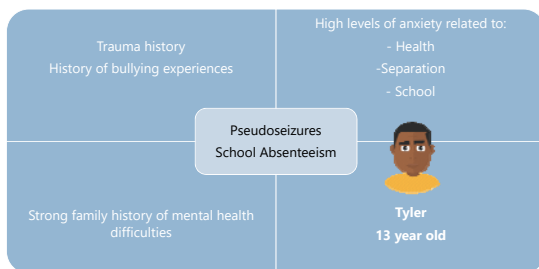 Trauma history
History of bullying experiences
High levels of anxiety related to:
- Health
-Separation
- School
Pseudoseizures
School Absenteeism
Strong family history of mental health
difficulties
Tyler
13 year old